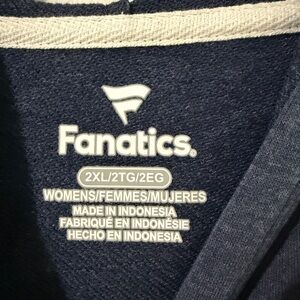 Fanatics.
2XL/2TG/2EG
WOMENS/FEMMES/MUJERES
MADE IN INDONESIA
FABRIQUÉ EN INDONÉSIE
HECHO EN INDONESIA